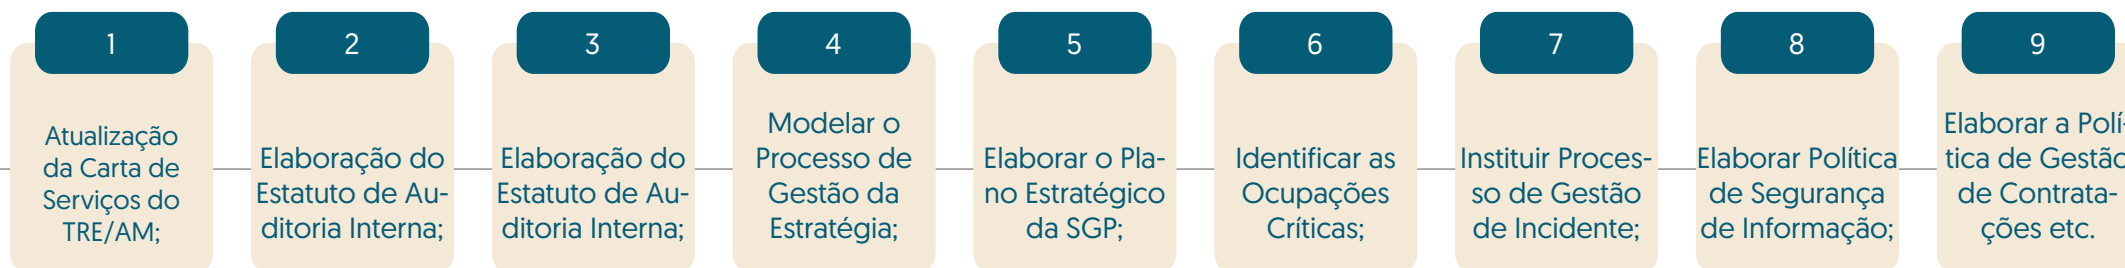 1
Atualização
da Carta de
Serviços do
TRE/AM;
2
Elaboração do
Estatuto de Au-
ditoria Interna;
3
Elaboração do
Estatuto de Au-
ditoria Interna;
4
Modelar o
Processo de
Gestão da
Estratégia;
5
Elaborar o Pla-
no Estratégico
da SGP;
6
Identificar as
Ocupações
Críticas;
7
Instituir Proces-
so de Gestão
de Incidente;
8
Elaborar Política
de Segurança
de Informação;
9
Elaborar a Polí-
tica de Gestão
de Contrata-
ções etc.